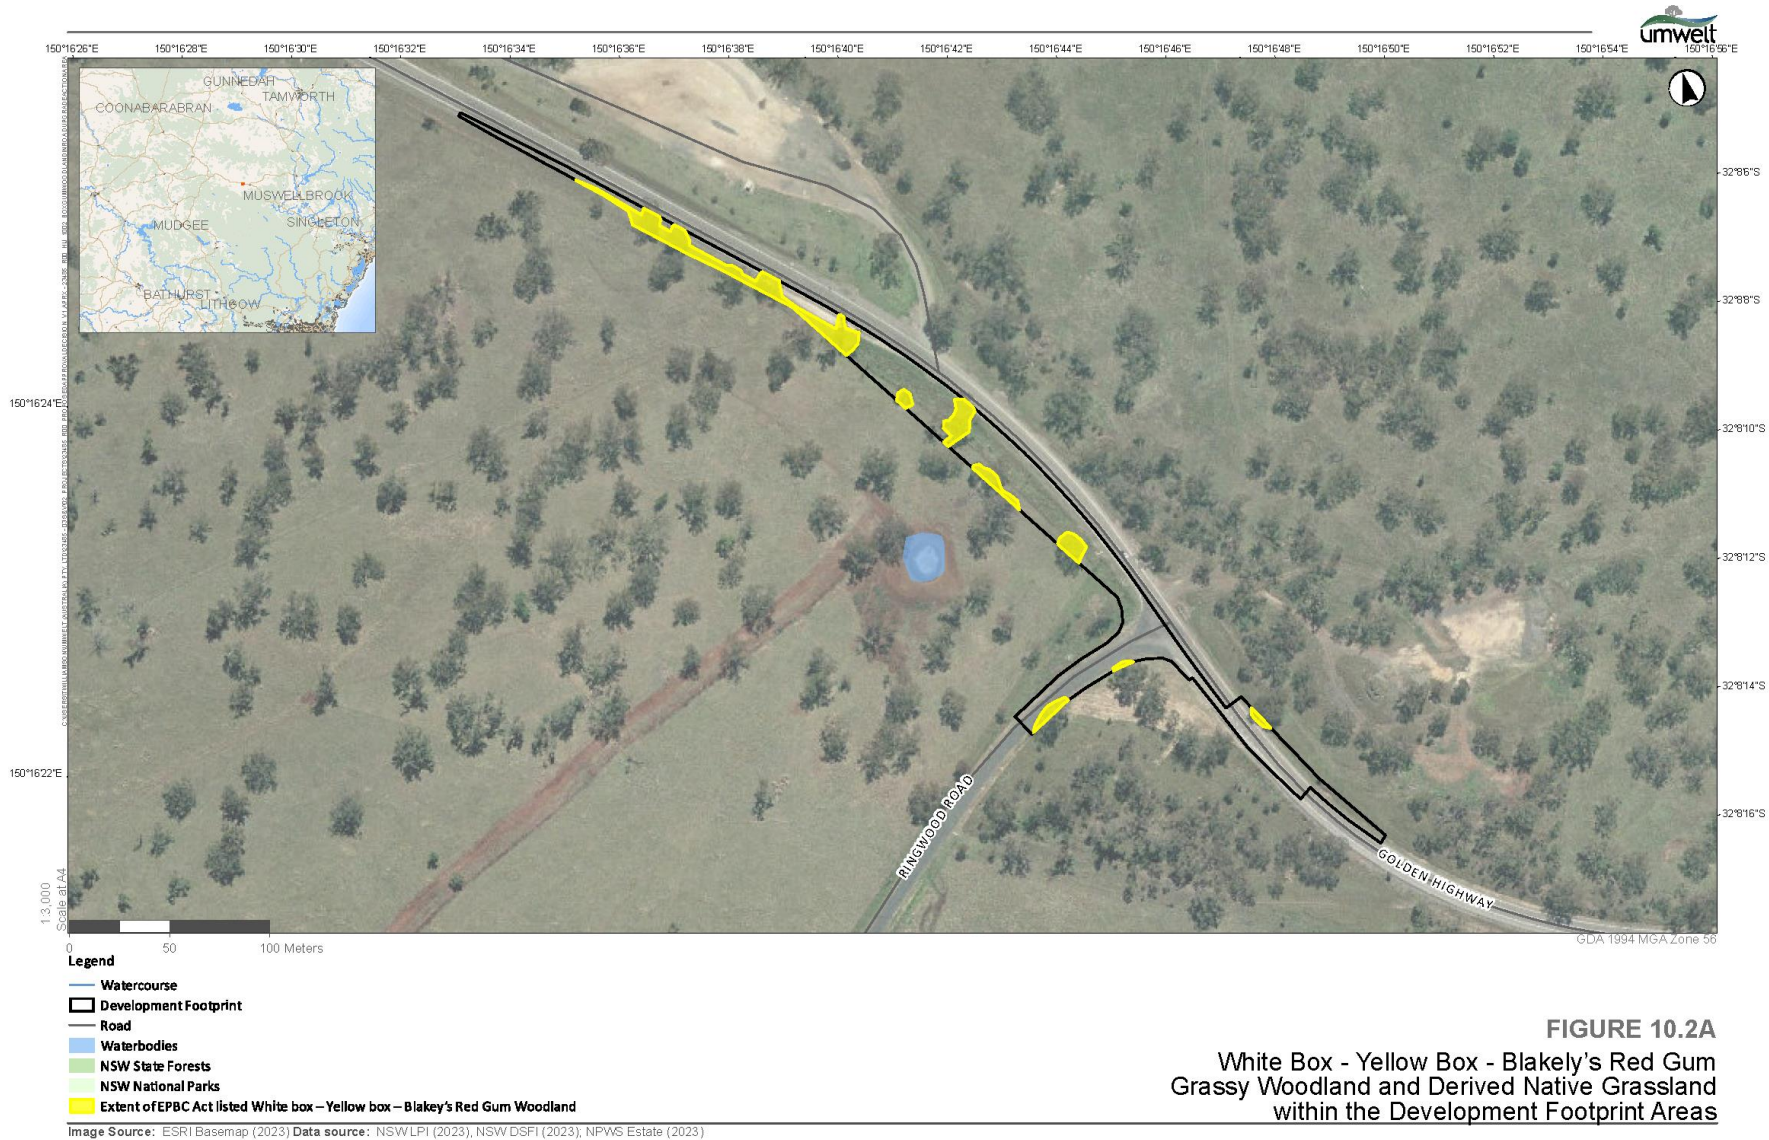 umwelt
150°16'26"E 150°16'28"E 150°16'30"E 150°16'32"E 150°16'34"E 150°16'36"E 150°16'38"E 150°16'40"E 150°16'42"E 150°16'44"E 150°16'46"E 150°16'48"E 150°16'50"E 150°16'52"E 150°16'54"E 150°16'56"E
GUNNEDAH
TAMWORTH
COONABARABRAN
MUSWELLBROOK
MUDGEE
SINGLETON
BATHURST
LITHGOW
32°8'6"S
32°8'8"S
150°16'24"E
32°8'10"S
32°8'12"S
32°8'14"S
150°16'22"E
32°8'16"S
RINGWOOD ROAD
GOLDEN HIGHWAY
1:3,000
Scale at A4
0 50 100 Meters
GDA 1994 MGA Zone 56
Legend
Watercourse
Development Footprint
Road
Waterbodies
NSW State Forests
NSW National Parks
Extent of EPBC Act listed White box – Yellow box – Blakey's Red Gum Woodland
FIGURE 10.2A
White Box - Yellow Box - Blakely's Red Gum
Grassy Woodland and Derived Native Grassland
within the Development Footprint Areas
Image Source: ESRI Basemap (2023) Data source: NSW LPI (2023), NSW DSFI (2023); NPWS Estate (2023)